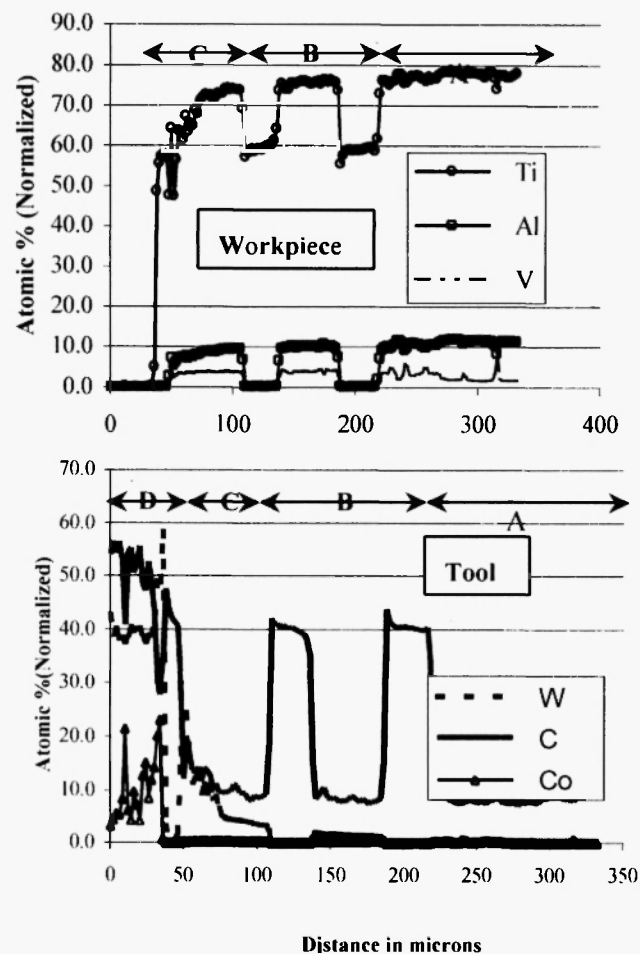 90.0
80.0
70.0
60.0
50.0
40.0
30.0
20.0
10.0
0.0
Atomic % (Normalized)
C B A
Workpiece
Ti
Al
V
0 100 200 300 400
70.0
60.0
50.0
40.0
30.0
20.0
10.0
0.0
Atomic %(Normalized)
D C B A
Tool
W
C
Co
0 50 100 150 200 250 300 350
Distance in microns